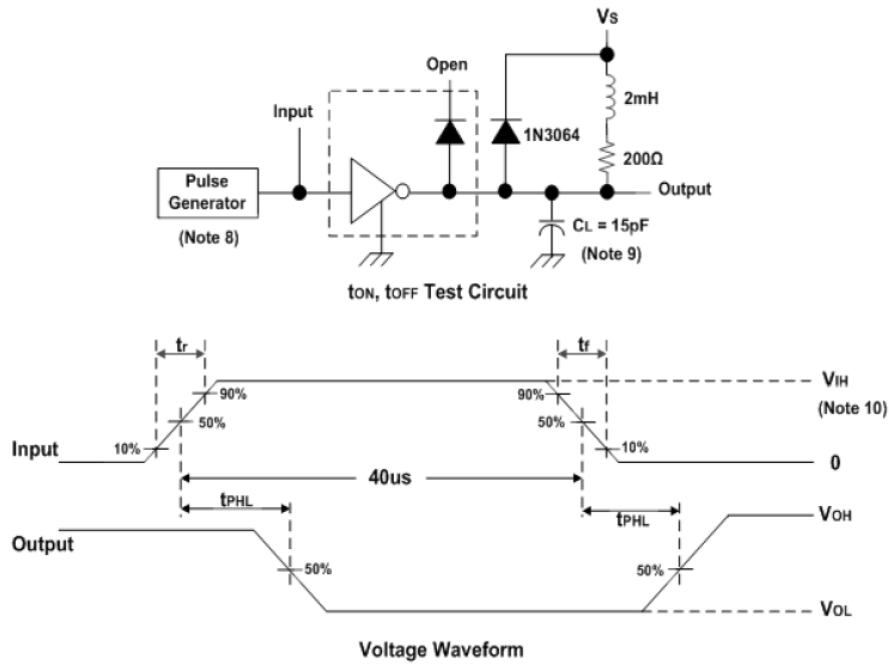 Vs
Open
2mH
Input
1N3064
200Ω
Pulse
Generator
Output
(Note 8)
CL = 15pF
(Note 9)
tON, tOFF Test Circuit
tr
tf
90%
90%
VIH
(Note 10)
50%
50%
10%
10%
Input
0
40us
tPHL
tPHL
VOH
Output
50%
50%
VOL
Voltage Waveform